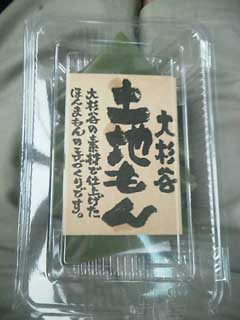 大杉谷
土地もん
大杉谷の素材で仕上げた
ほんまもんの手づくりです。